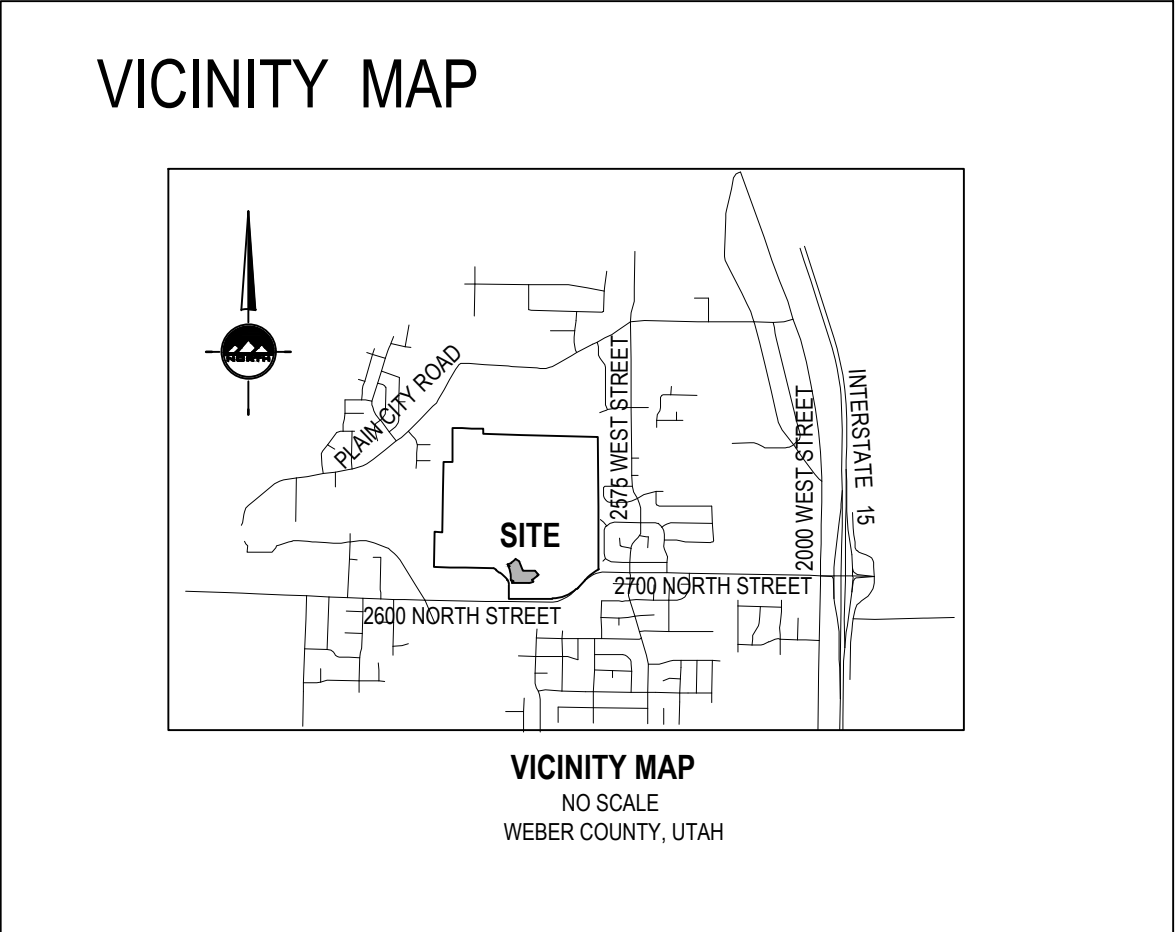 VICINITY MAP
NORTH
PLAIN CITY ROAD
2575 WEST STREET
2000 WEST STREET
INTERSTATE 15
SITE
2700 NORTH STREET
2600 NORTH STREET
VICINITY MAP
NO SCALE
WEBER COUNTY, UTAH